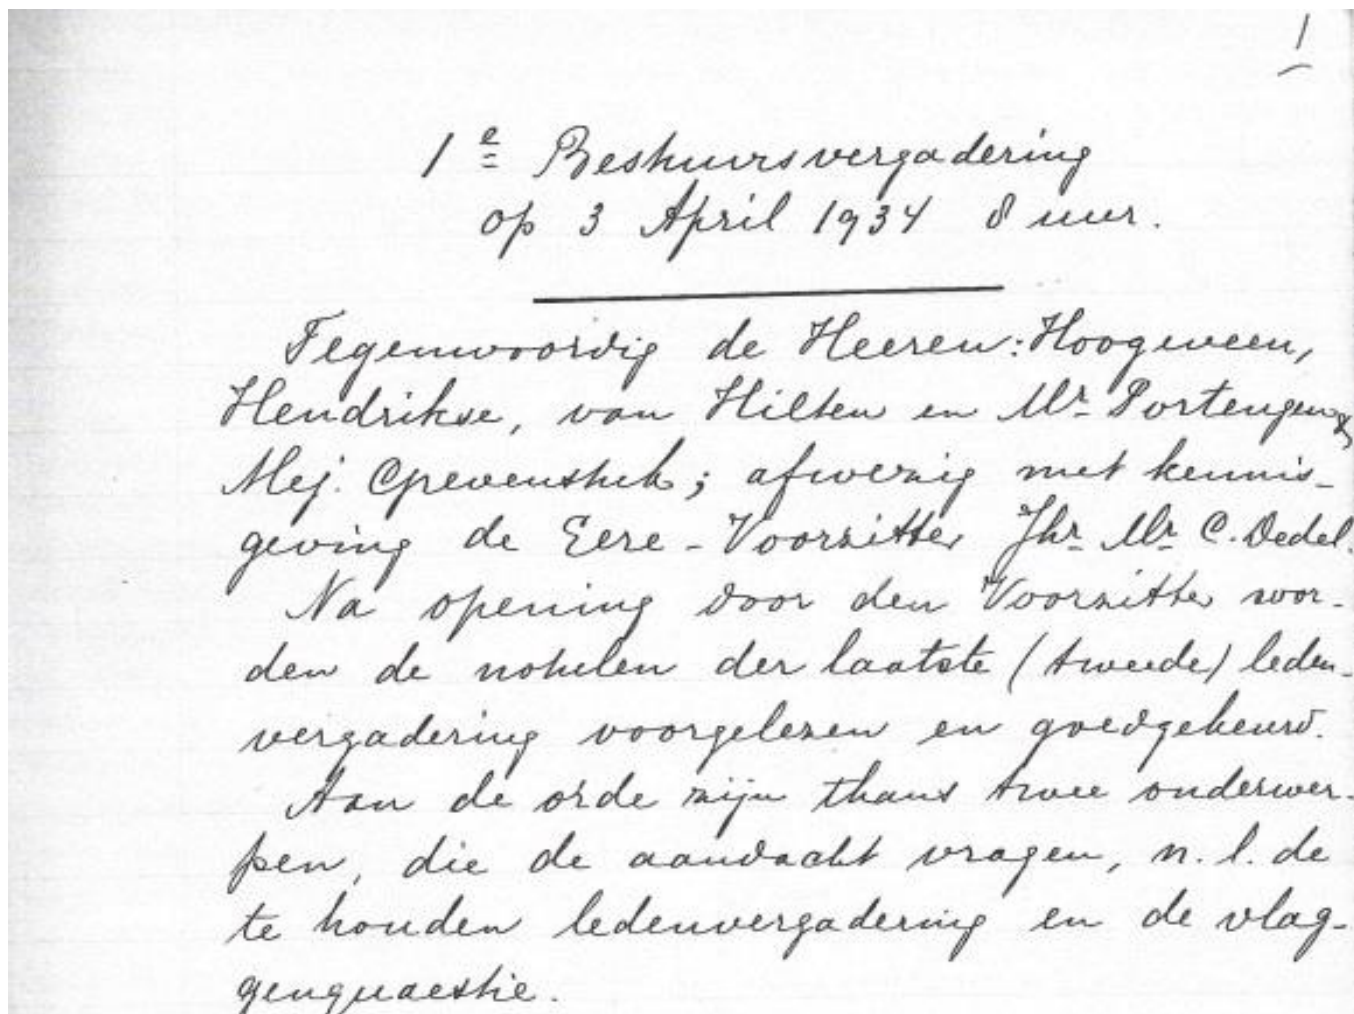 1
1e Bestuursvergadering
op 3 April 1934 8 uur.
Tegenwoordig de Heeren: Hoogeveen,
Hendrikse, van Hilten en Mr. Portengen &
Mej. Grevenstuk; afwezig met kennis-
geving de Eere-Voorzitter Jhr. Mr. C. Dedel.
Na opening door den Voorzitter wor-
den de notulen der laatste (tweede) leden-
vergadering voorgelezen en goedgekeurd.
Aan de orde zijn thans twee onderwer-
pen, die de aandacht vragen, n.l. de
te houden ledenvergadering en de vlag-
genquaestie.